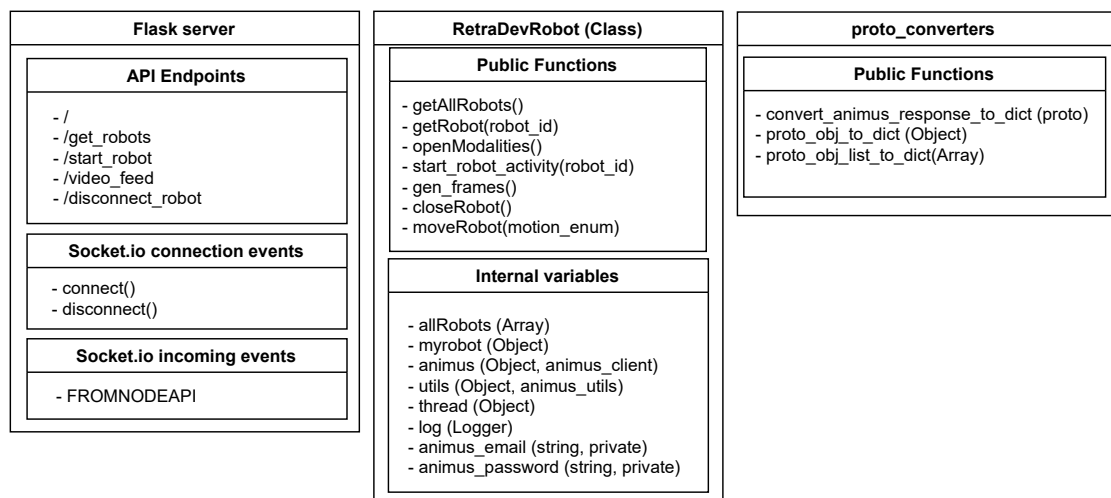 Flask server
API Endpoints
- /
- /get_robots
- /start_robot
- /video_feed
- /disconnect_robot
Socket.io connection events
- connect()
- disconnect()
Socket.io incoming events
- FROMNODEAPI
RetraDevRobot (Class)
Public Functions
- getAllRobots()
- getRobot(robot_id)
- openModalities()
- start_robot_activity(robot_id)
- gen_frames()
- closeRobot()
- moveRobot(motion_enum)
Internal variables
- allRobots (Array)
- myrobot (Object)
- animus (Object, animus_client)
- utils (Object, animus_utils)
- thread (Object)
- log (Logger)
- animus_email (string, private)
- animus_password (string, private)
proto_converters
Public Functions
- convert_animus_response_to_dict (proto)
- proto_obj_to_dict (Object)
- proto_obj_list_to_dict(Array)